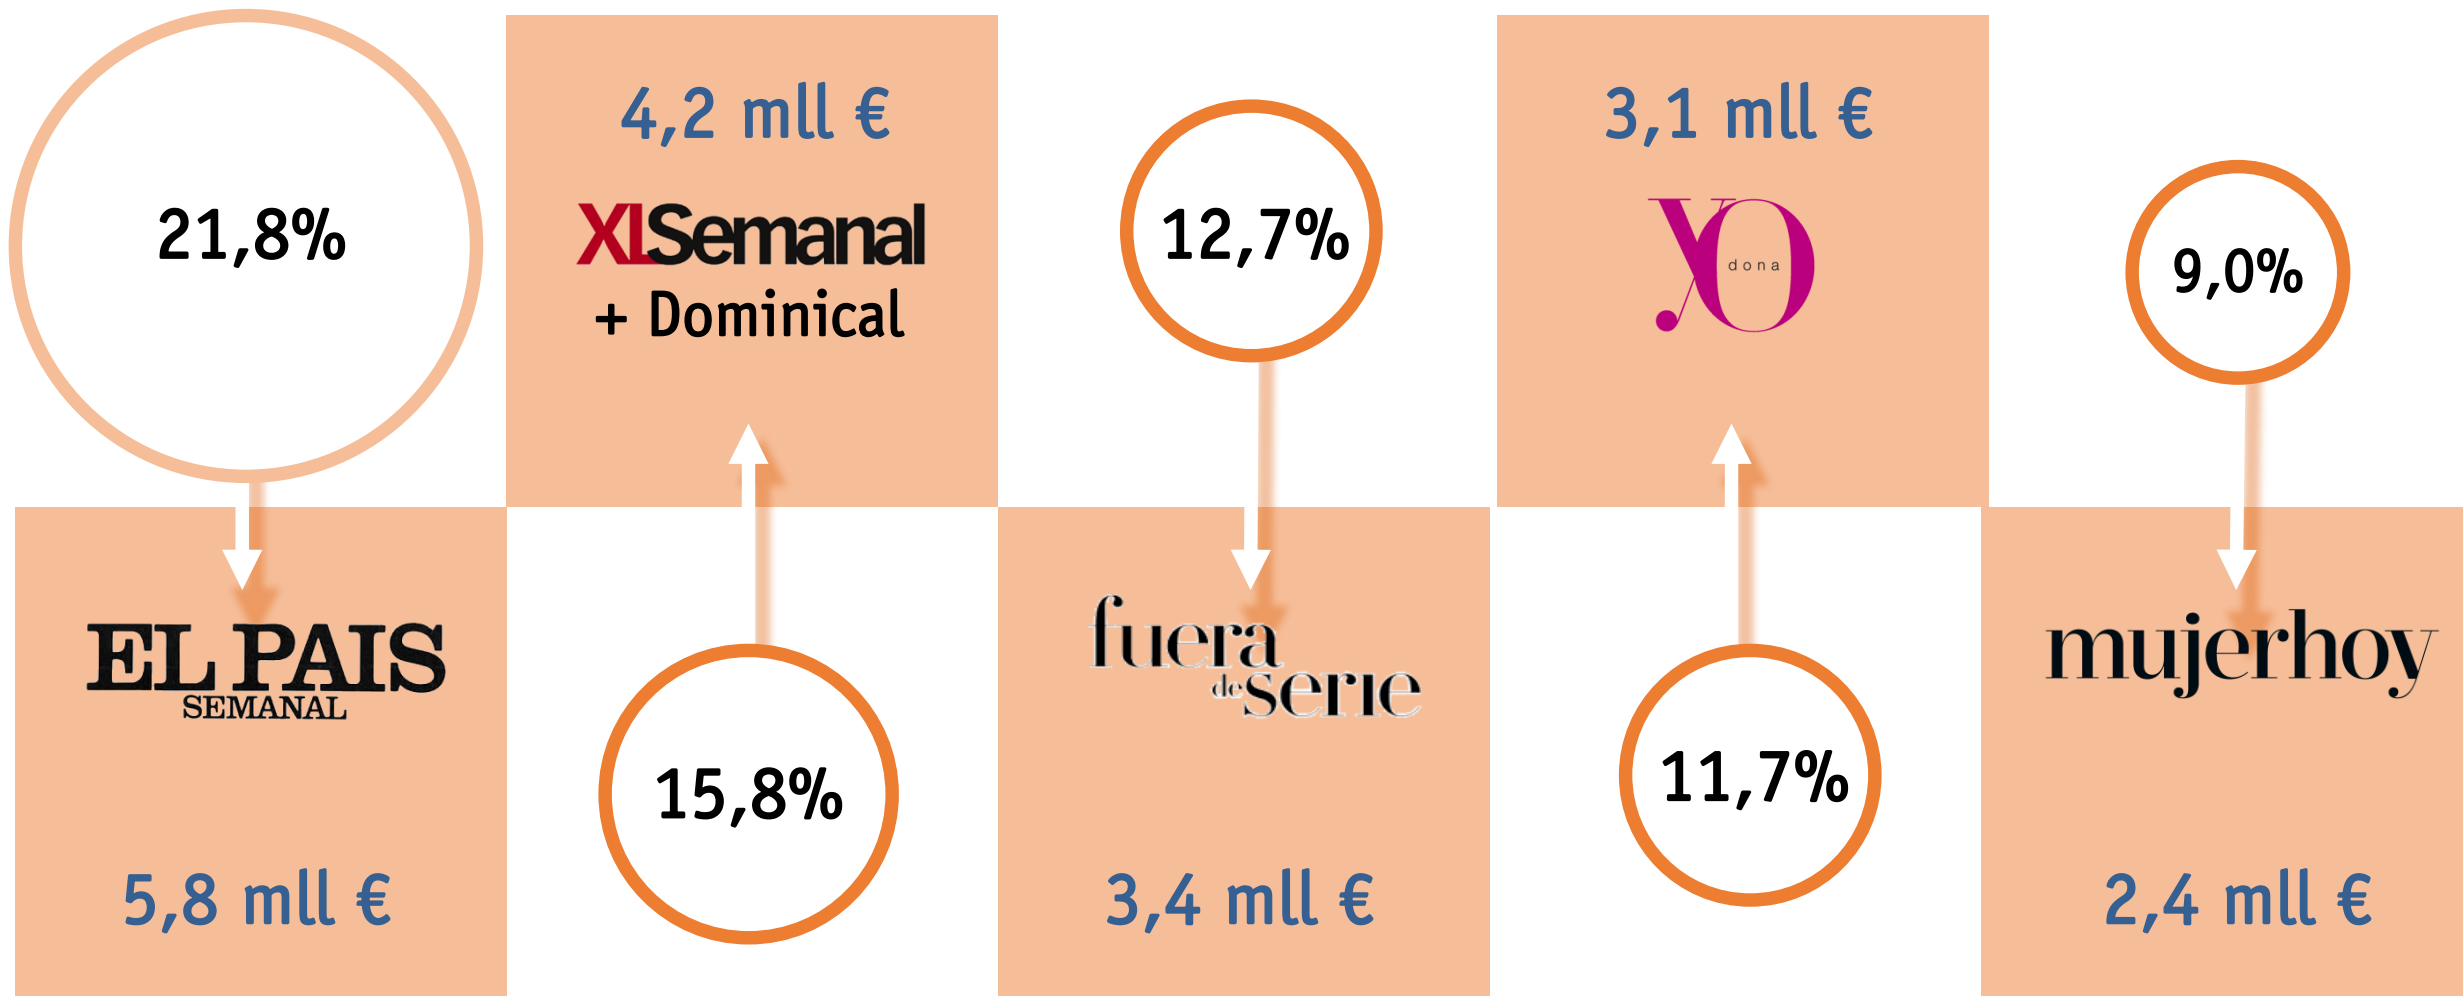 21,8%
EL PAIS
SEMANAL
5,8 mll €
4,2 mll €
XLSemanal
+ Dominical
15,8%
12,7%
fuera
de serie
3,4 mll €
3,1 mll €
yo
dona
11,7%
9,0%
mujerhoy
2,4 mll €